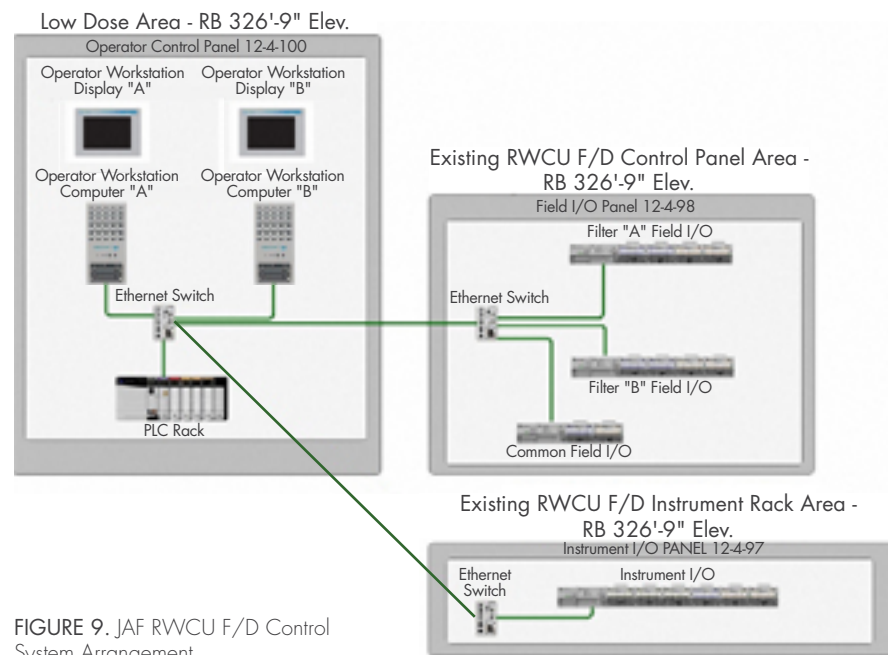 Low Dose Area - RB 326'-9" Elev.
Operator Control Panel 12-4-100
Operator Workstation
Display "A"
Operator Workstation
Display "B"
Operator Workstation
Computer "A"
Operator Workstation
Computer "B"
Ethernet Switch
PLC Rack
Existing RWCU F/D Control Panel Area -
RB 326'-9" Elev.
Field I/O Panel 12-4-98
Filter "A" Field I/O
Ethernet Switch
Filter "B" Field I/O
Common Field I/O
Existing RWCU F/D Instrument Rack Area -
RB 326'-9" Elev.
Instrument I/O PANEL 12-4-97
Ethernet
Switch
Instrument I/O
FIGURE 9. JAF RWCU F/D Control
System Arrangement